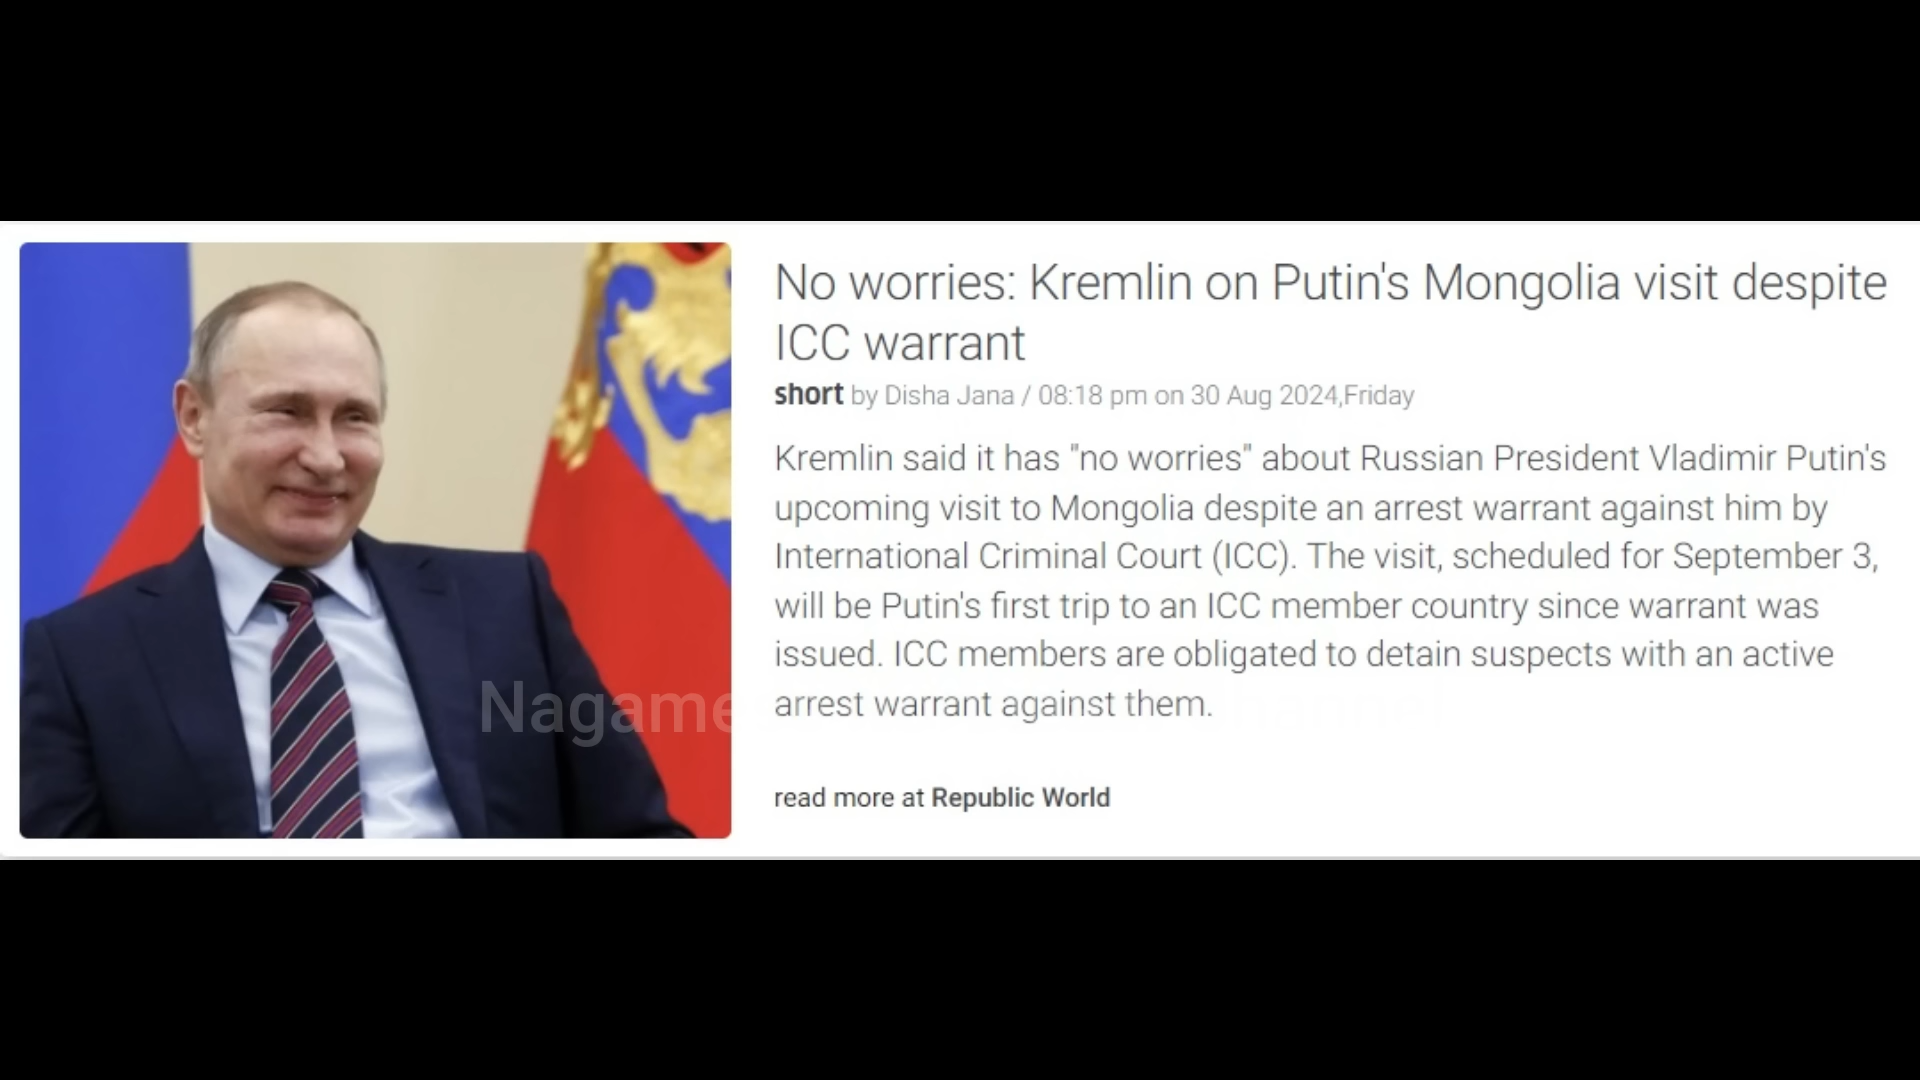 No worries: Kremlin on Putin's Mongolia visit despite
ICC warrant
short by Disha Jana / 08:18 pm on 30 Aug 2024,Friday
Kremlin said it has "no worries" about Russian President Vladimir Putin's
upcoming visit to Mongolia despite an arrest warrant against him by
International Criminal Court (ICC). The visit, scheduled for September 3,
will be Putin's first trip to an ICC member country since warrant was
issued. ICC members are obligated to detain suspects with an active
arrest warrant against them.
Nagame
read more at Republic World